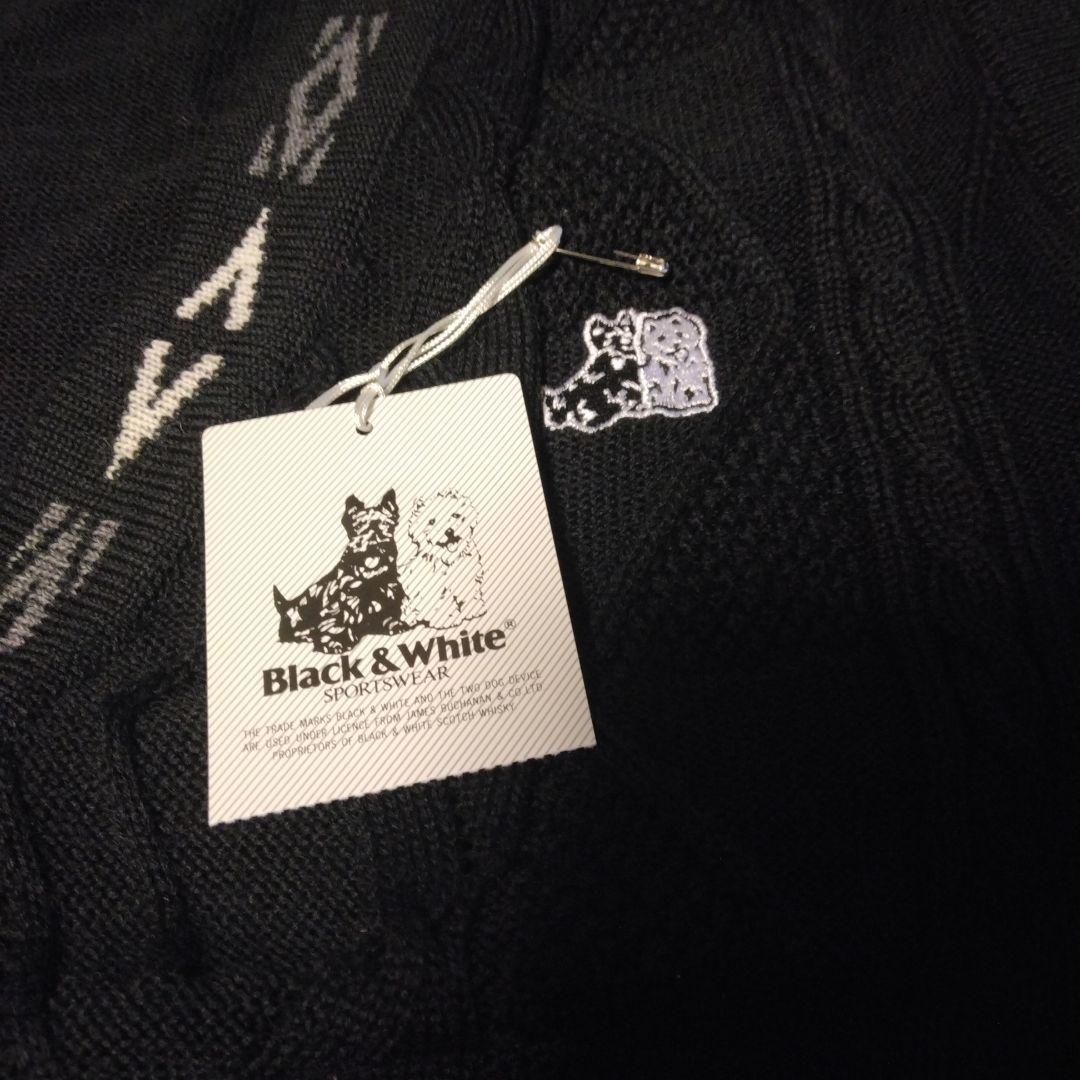 Black & White®
SPORTSWEAR
THE TRADE MARKS BLACK & WHITE AND THE TWO DOG DEVICE
ARE USED UNDER LICENCE FROM JAMES BUCHANAN & CO LTD
PROPRIETORS OF BLACK & WHITE SCOTCH WHISKY.